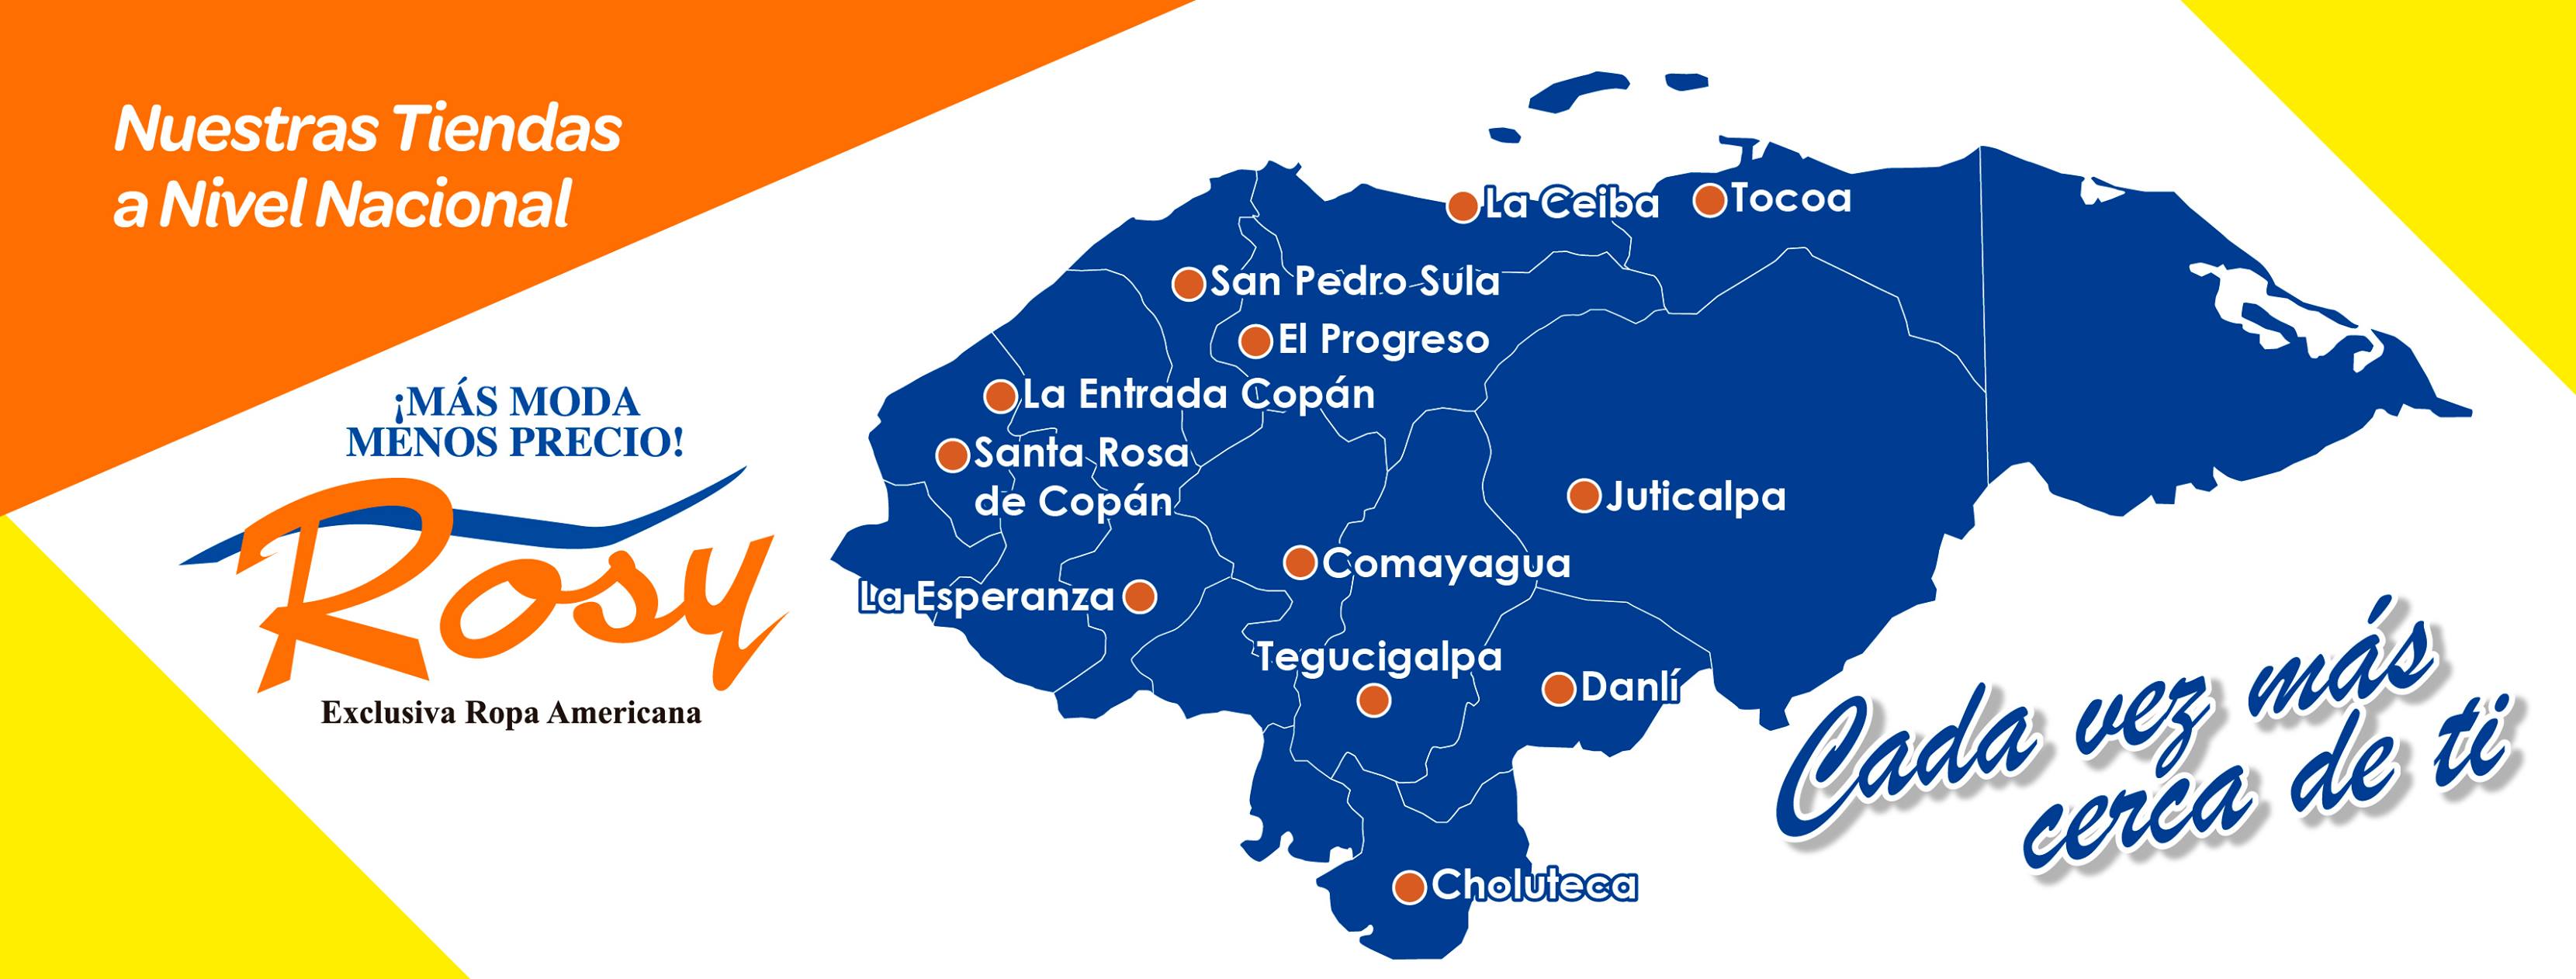 Nuestras Tiendas
a Nivel Nacional
¡MÁS MODA
MENOS PRECIO!
Rosy
Exclusiva Ropa Americana
La Ceiba
Tocoa
San Pedro Sula
El Progreso
La Entrada Copán
Santa Rosa
de Copán
Juticalpa
Comayagua
La Esperanza
Tegucigalpa
Danlí
Choluteca
Cada vez más
cerca de ti